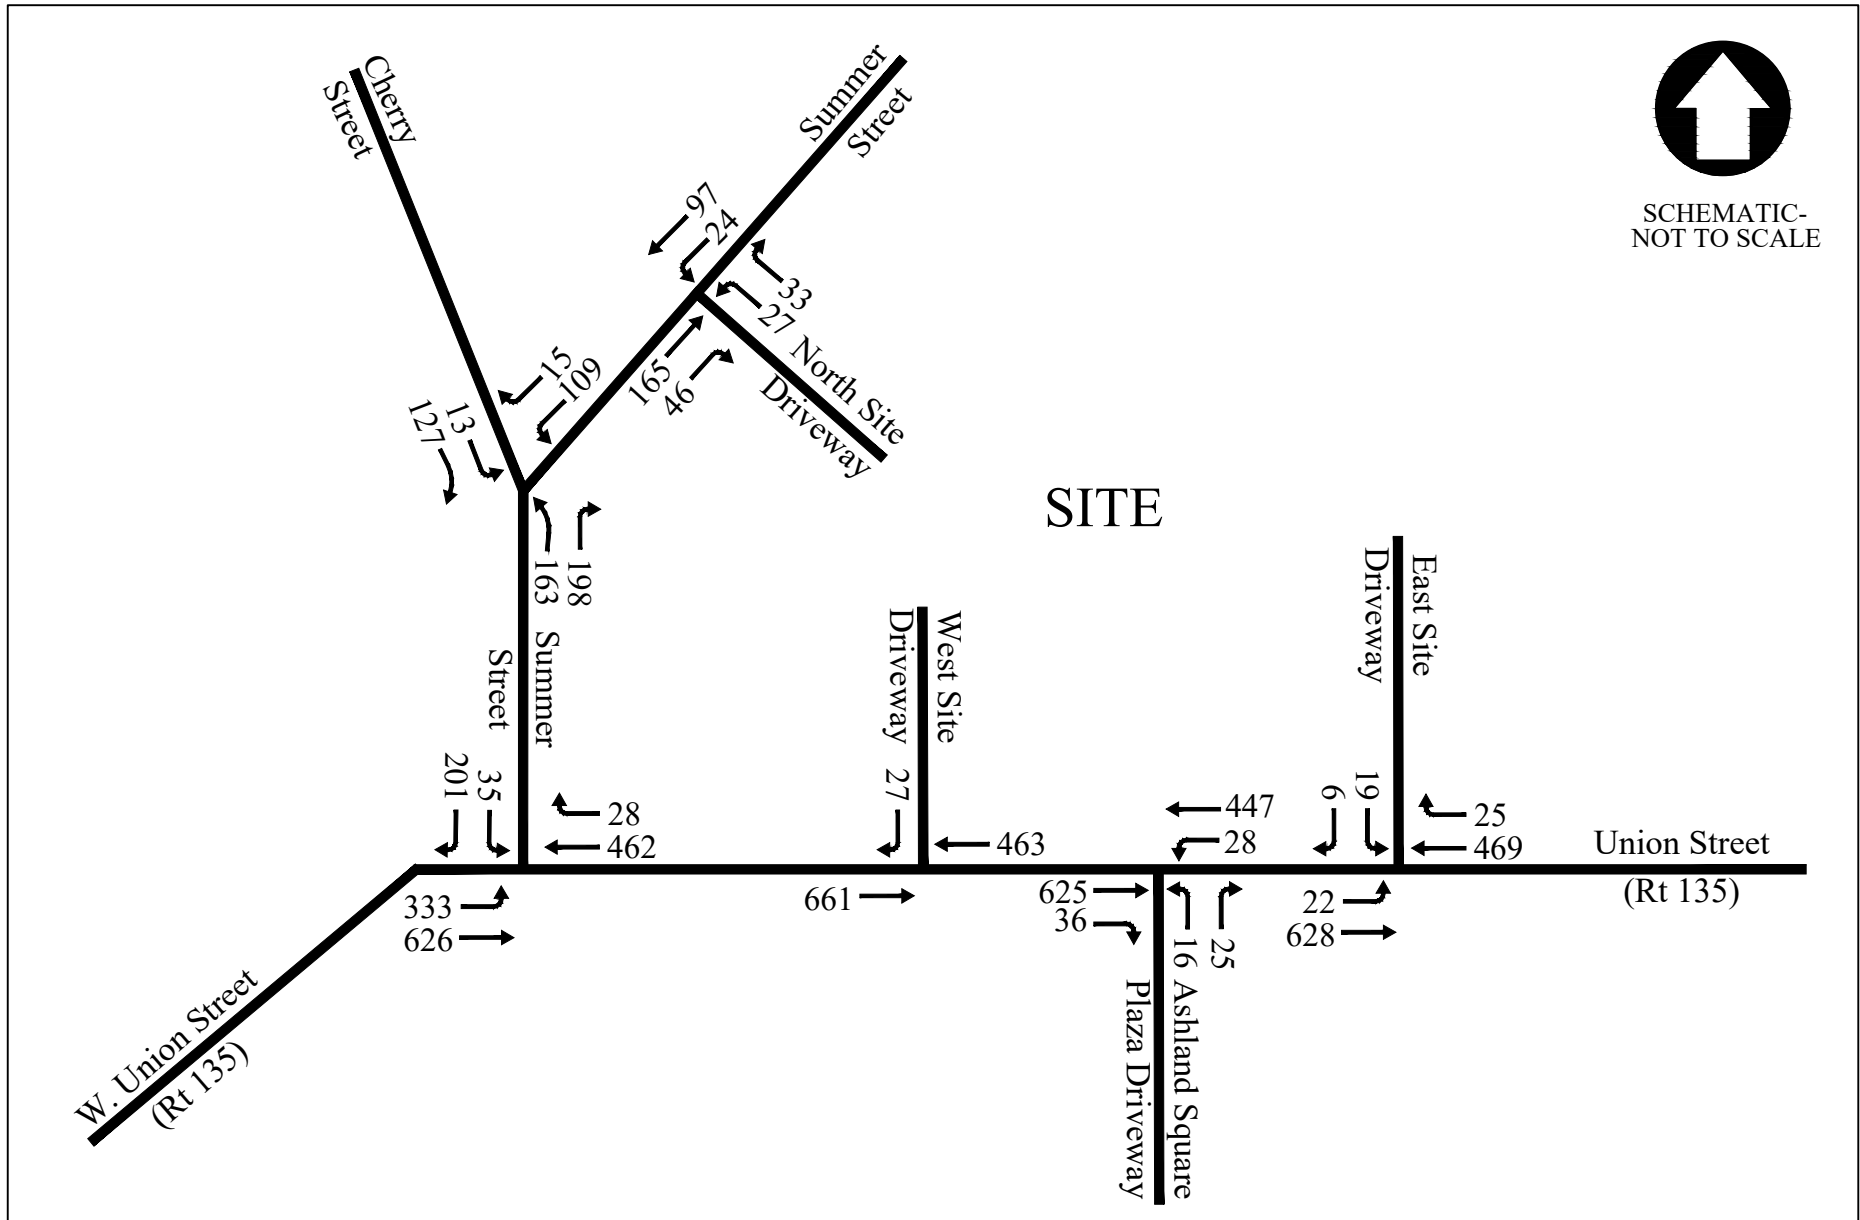 Cherry
Street
Summer
Street
SCHEMATIC-
NOT TO SCALE
97
24
33
27
North Site
Driveway
165
46
15
109
13
127
163
198
SITE
Summer
Street
West Site
Driveway
East Site
Driveway
201
35
28
462
27
463
447
28
6
19
25
469
Union Street
(Rt 135)
333
626
661
625
36
16
25
22
628
Ashland Square
Plaza Driveway
W. Union Street
(Rt 135)